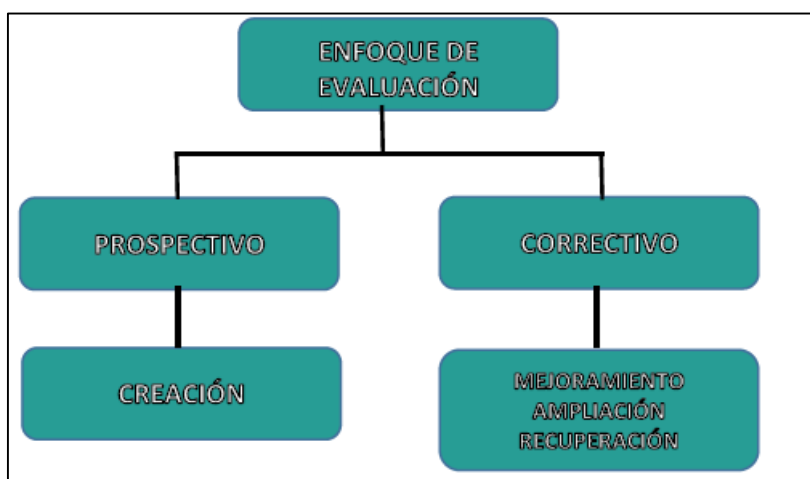 ENFOQUE DE
EVALUACIÓN
PROSPECTIVO
CORRECTIVO
CREACIÓN
MEJORAMIENTO
AMPLIACIÓN
RECUPERACIÓN